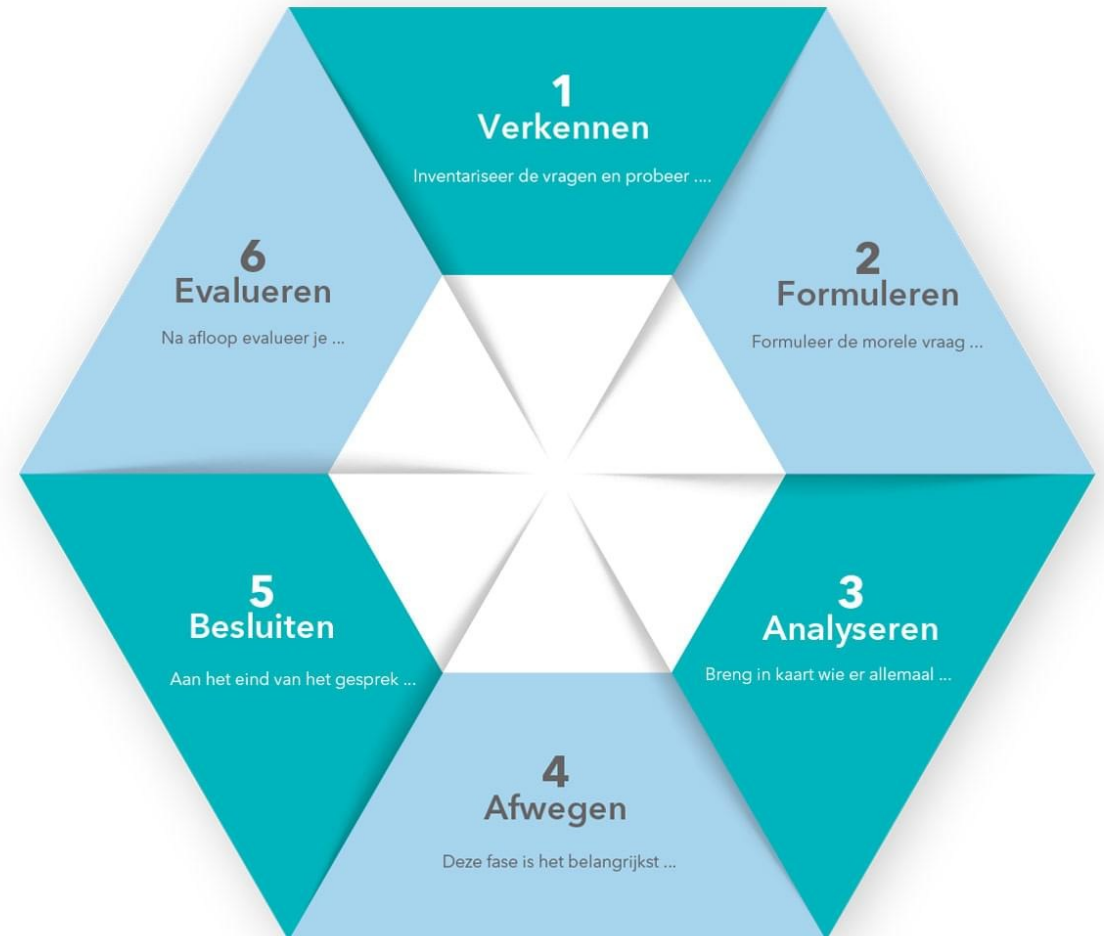 1
Verkennen
Inventariseer de vragen en probeer ....
2
Formuleren
Formuleer de morele vraag ...
3
Analyseren
Breng in kaart wie er allemaal ...
4
Afwegen
Deze fase is het belangrijkst ...
5
Besluiten
Aan het eind van het gesprek ...
6
Evalueren
Na afloop evalueer je ...